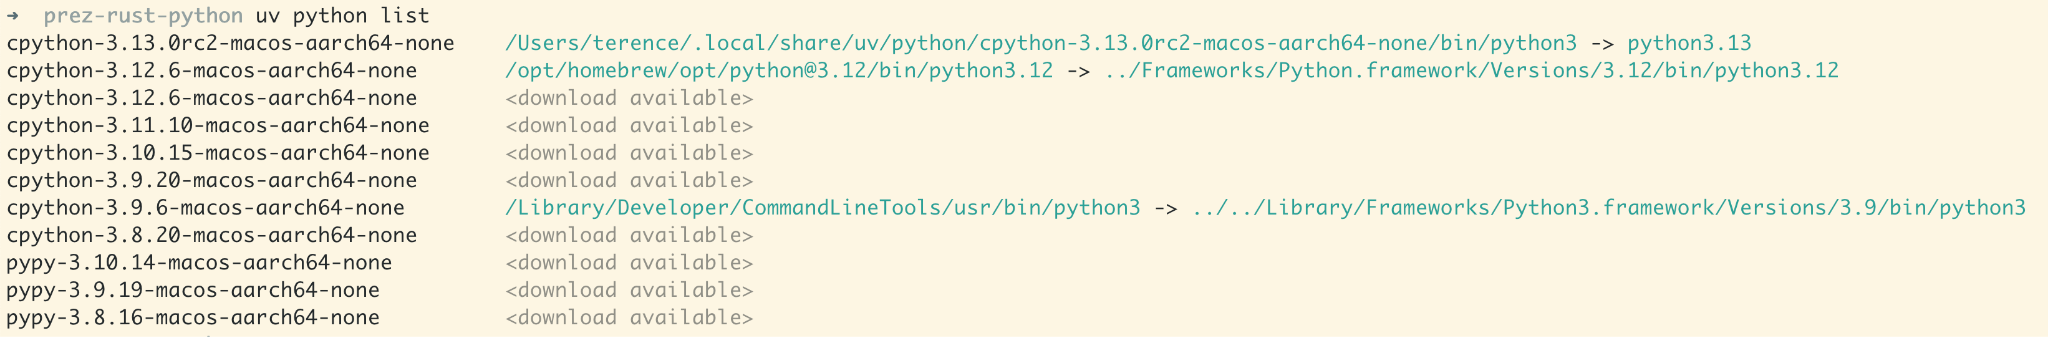 ➜  prez-rust-python uv python list
cpython-3.13.0rc2-macos-aarch64-none    /Users/terence/.local/share/uv/python/cpython-3.13.0rc2-macos-aarch64-none/bin/python3 -> python3.13
cpython-3.12.6-macos-aarch64-none       /opt/homebrew/opt/python@3.12/bin/python3.12 -> ../Frameworks/Python.framework/Versions/3.12/bin/python3.12
cpython-3.12.6-macos-aarch64-none       <download available>
cpython-3.11.10-macos-aarch64-none      <download available>
cpython-3.10.15-macos-aarch64-none      <download available>
cpython-3.9.20-macos-aarch64-none       <download available>
cpython-3.9.6-macos-aarch64-none        /Library/Developer/CommandLineTools/usr/bin/python3 -> ../../Library/Frameworks/Python3.framework/Versions/3.9/bin/python3
cpython-3.8.20-macos-aarch64-none       <download available>
pypy-3.10.14-macos-aarch64-none         <download available>
pypy-3.9.19-macos-aarch64-none          <download available>
pypy-3.8.16-macos-aarch64-none          <download available>